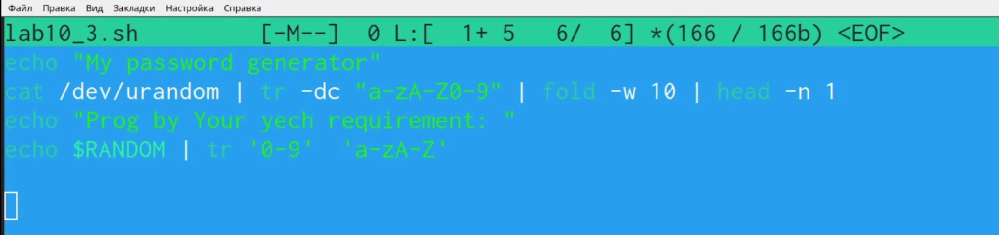 Файл Правка Вид Закладки Настройка Справка
lab10_3.sh [-M--] 0 L:[ 1+ 5 6/ 6] *(166 / 166b) <EOF>
echo "My password generator"
cat /dev/urandom | tr -dc "a-zA-Z0-9" | fold -w 10 | head -n 1
echo "Prog by Your yech requirement: "
echo $RANDOM | tr '0-9' 'a-zA-Z'